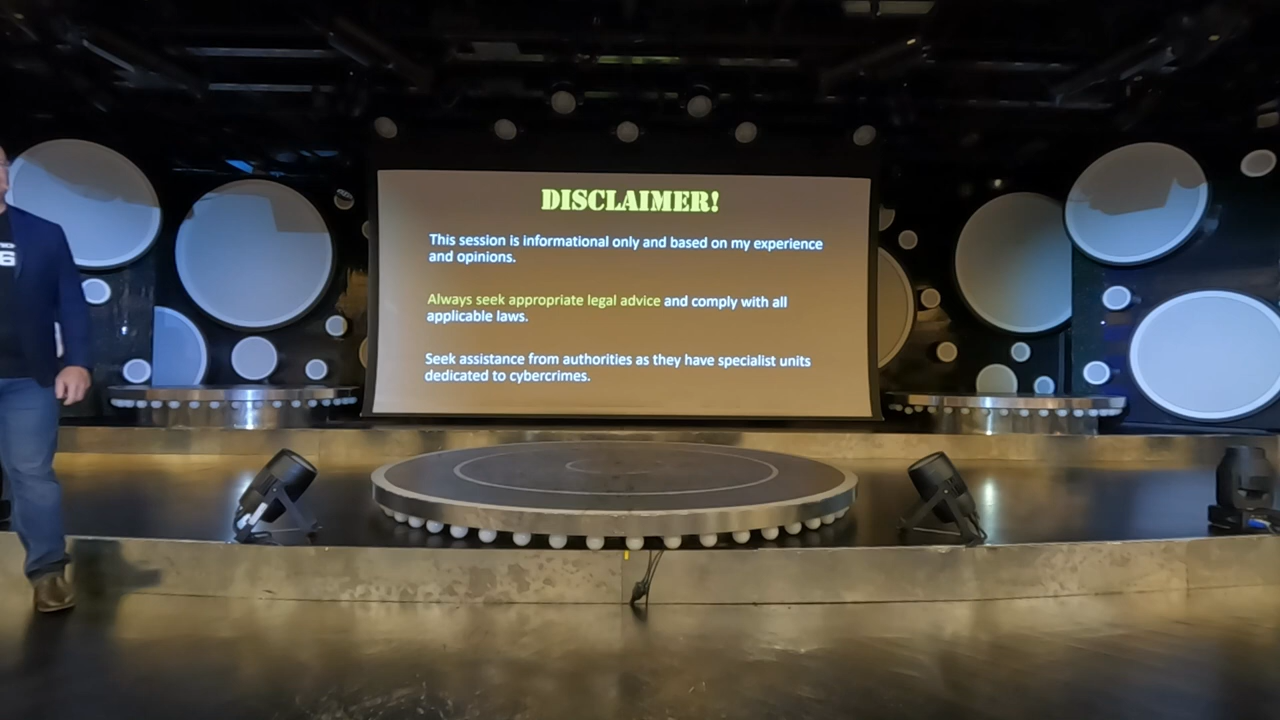 DISCLAIMER!
This session is informational only and based on my experience
and opinions.
Always seek appropriate legal advice and comply with all
applicable laws.
Seek assistance from authorities as they have specialist units
dedicated to cybercrimes.